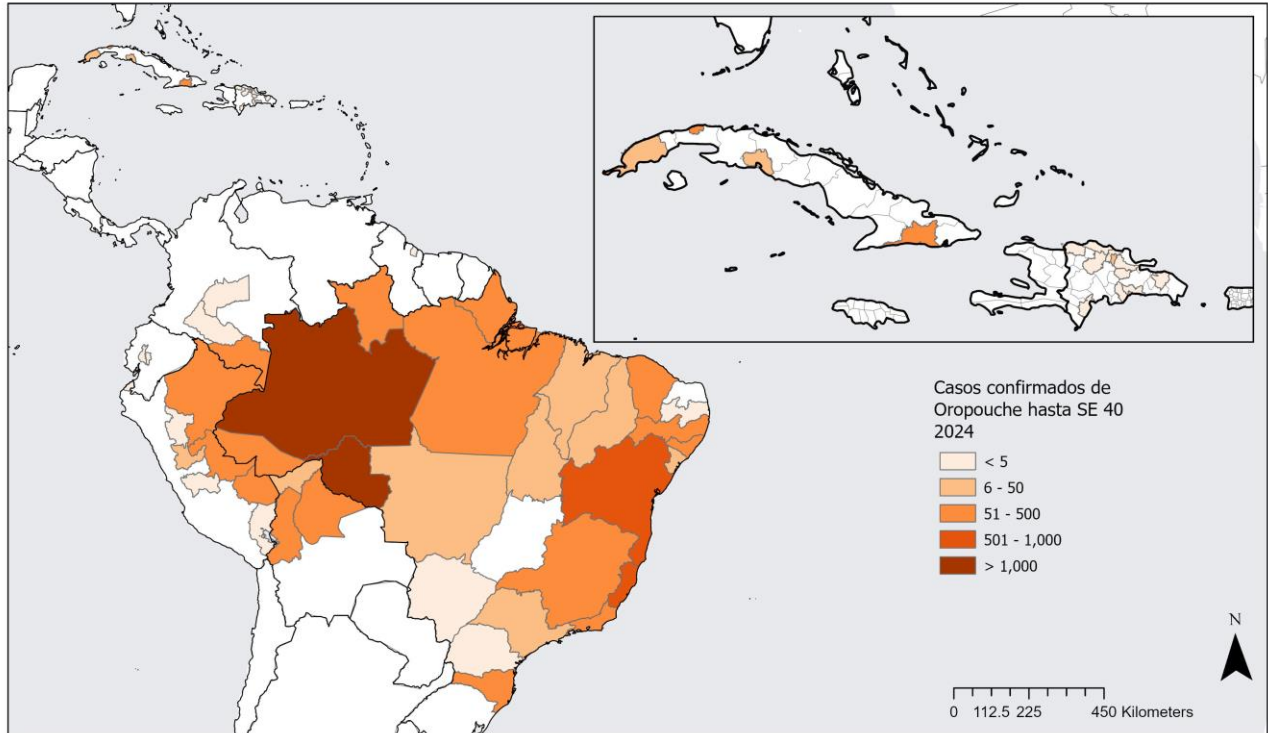 Casos confirmados de
Oropouche hasta SE 40
2024
< 5
6 - 50
51 - 500
501 - 1,000
> 1,000
N
0 112.5 225 450 Kilometers